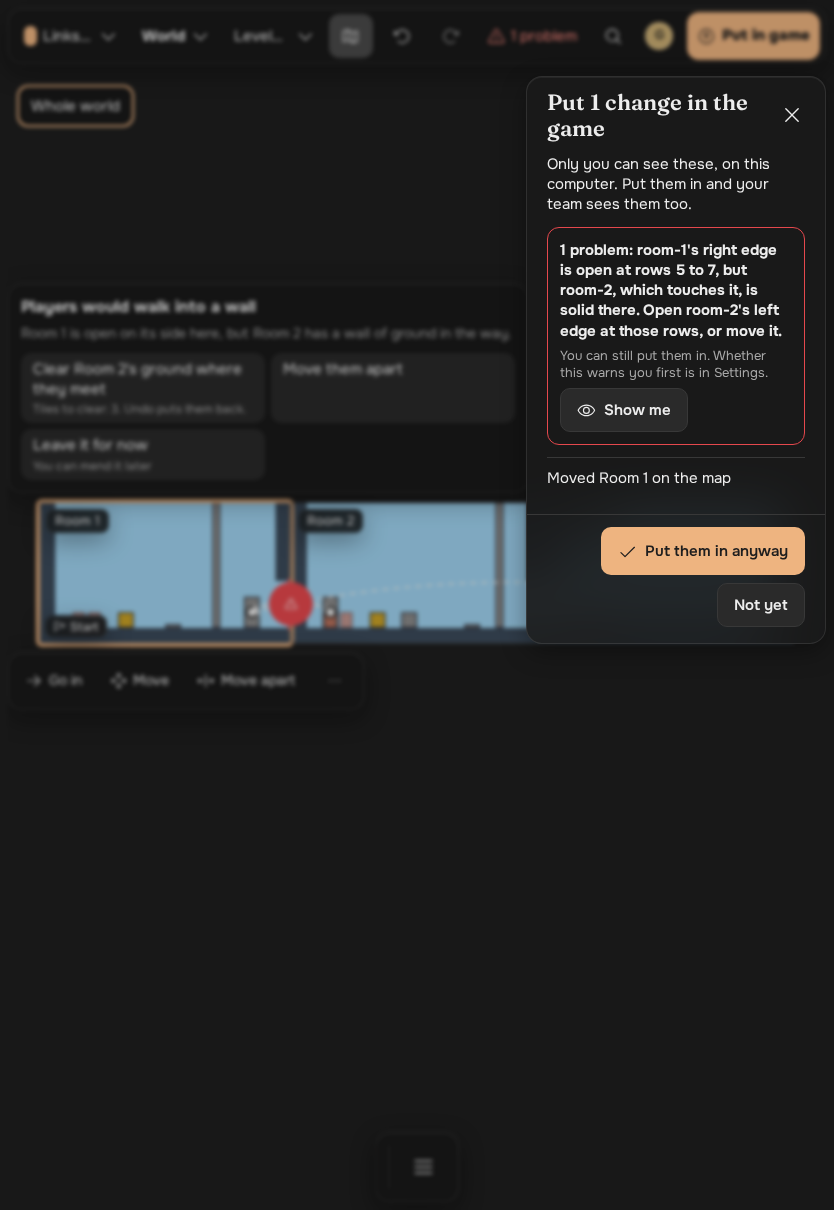 Links...
World
Level...
1 problem
Put in game
Whole world
Put 1 change in the
game
Only you can see these, on this
computer. Put them in and your
team sees them too.
1 problem: room-1's right edge
is open at rows 5 to 7, but
room-2, which touches it, is
solid there. Open room-2's left
edge at those rows, or move it.
You can still put them in. Whether
this warns you first is in Settings.
Show me
Moved Room 1 on the map
Put them in anyway
Not yet
Players would walk into a wall
Room 1 is open on its side here, but Room 2 has a wall of ground in the way.
Clear Room 2's ground where
they meet
Tiles to clear: 3. Undo puts them back.
Move them apart
Leave it for now
You can mend it later
Room 1
Room 2
Start
Go in
Move
Move apart